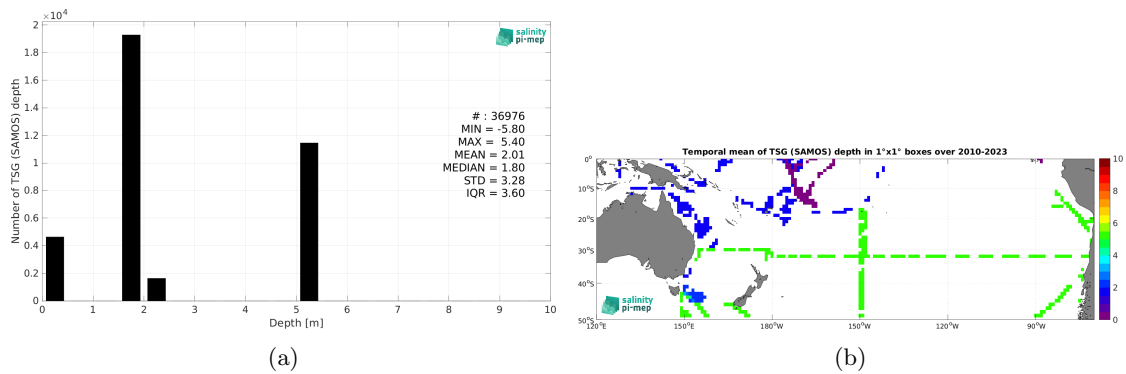 ×10⁴
2
1.8
1.6
1.4
1.2
1
0.8
0.6
0.4
0.2
0
0 1 2 3 4 5 6 7 8 9 10
Number of TSG (SAMOS) depth
Depth [m]
salinity
pi-mep
# : 36976
MIN = -5.80
MAX = 5.40
MEAN = 2.01
MEDIAN = 1.80
STD = 3.28
IQR = 3.60
(a)
Temporal mean of TSG (SAMOS) depth in 1°x1° boxes over 2010-2023
0°
10°S
20°S
30°S
40°S
50°S
120°E 150°E 180°W 150°W 120°W 90°W
salinity
pi-mep
10
8
6
4
2
0
(b)